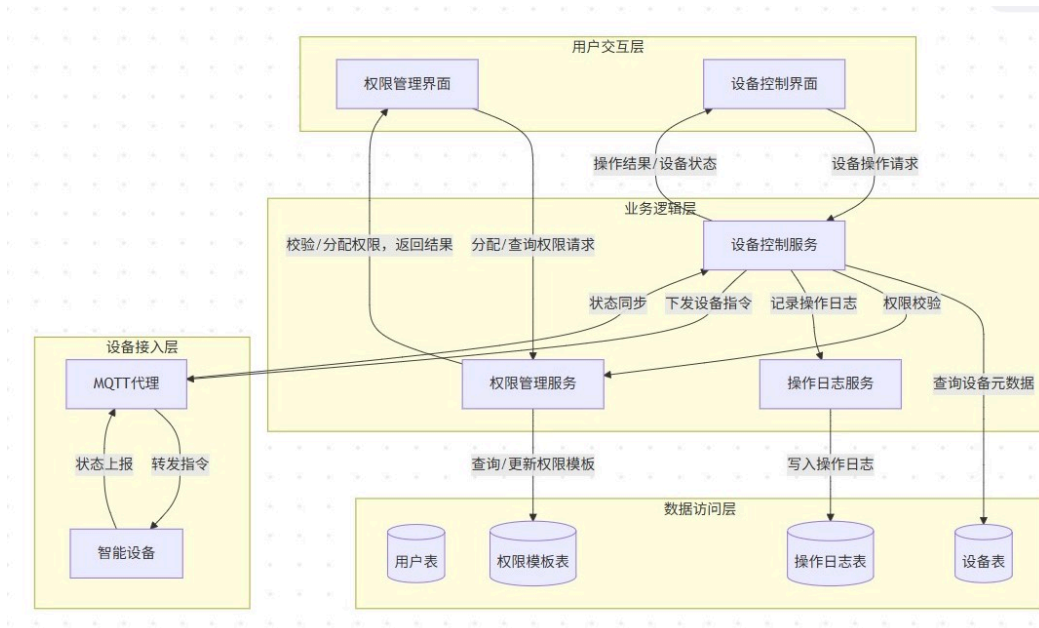 用户交互层
权限管理界面
设备控制界面
操作结果/设备状态
设备操作请求
业务逻辑层
设备控制服务
校验/分配权限，返回结果
分配/查询权限请求
状态同步
下发设备指令
记录操作日志
权限校验
设备接入层
MQTT代理
权限管理服务
操作日志服务
查询设备元数据
状态上报
转发指令
查询/更新权限模板
写入操作日志
数据访问层
智能设备
用户表
权限模板表
操作日志表
设备表